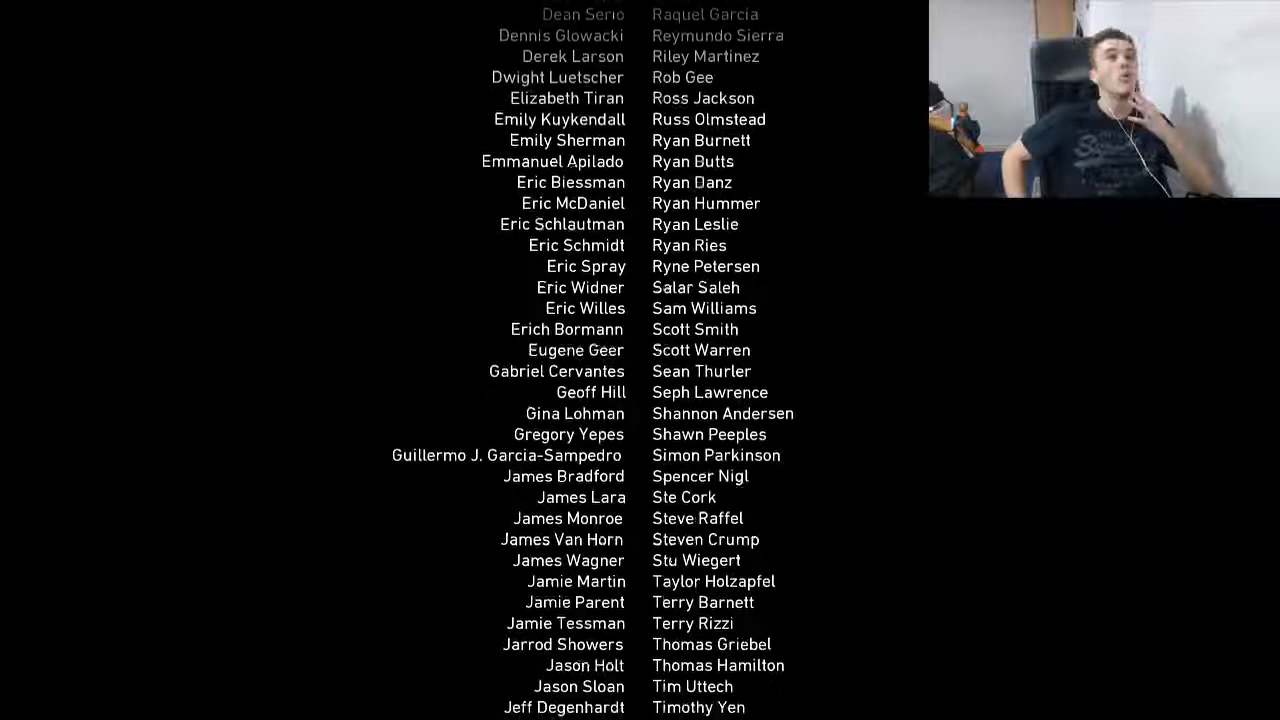 Dean Serio Raquel Garcia
Dennis Glowacki Reymundo Sierra
Derek Larson Riley Martinez
Dwight Luetscher Rob Gee
Elizabeth Tiran Ross Jackson
Emily Kuykendall Russ Olmstead
Emily Sherman Ryan Burnett
Emmanuel Apilado Ryan Butts
Eric Biessman Ryan Danz
Eric McDaniel Ryan Hummer
Eric Schlautman Ryan Leslie
Eric Schmidt Ryan Ries
Eric Spray Ryne Petersen
Eric Widner Salar Saleh
Eric Willes Sam Williams
Erich Bormann Scott Smith
Eugene Geer Scott Warren
Gabriel Cervantes Sean Thurler
Geoff Hill Seph Lawrence
Gina Lohman Shannon Andersen
Gregory Yepes Shawn Peeples
Guillermo J. Garcia-Sampedro Simon Parkinson
James Bradford Spencer Nigl
James Lara Ste Cork
James Monroe Steve Raffel
James Van Horn Steven Crump
James Wagner Stu Wiegert
Jamie Martin Taylor Holzapfel
Jamie Parent Terry Barnett
Jamie Tessman Terry Rizzi
Jarrod Showers Thomas Griebel
Jason Holt Thomas Hamilton
Jason Sloan Tim Uttech
Jeff Degenhardt Timothy Yen